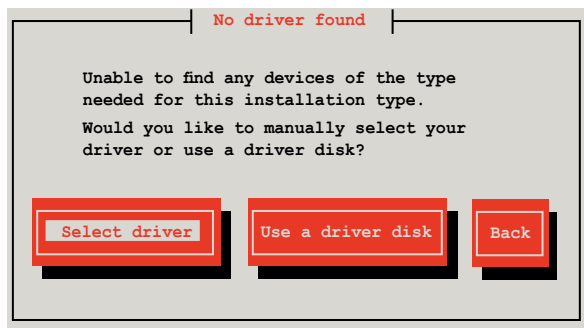 No driver found
Unable to find any devices of the type
needed for this installation type.
Would you like to manually select your
driver or use a driver disk?
Select driver
Use a driver disk
Back